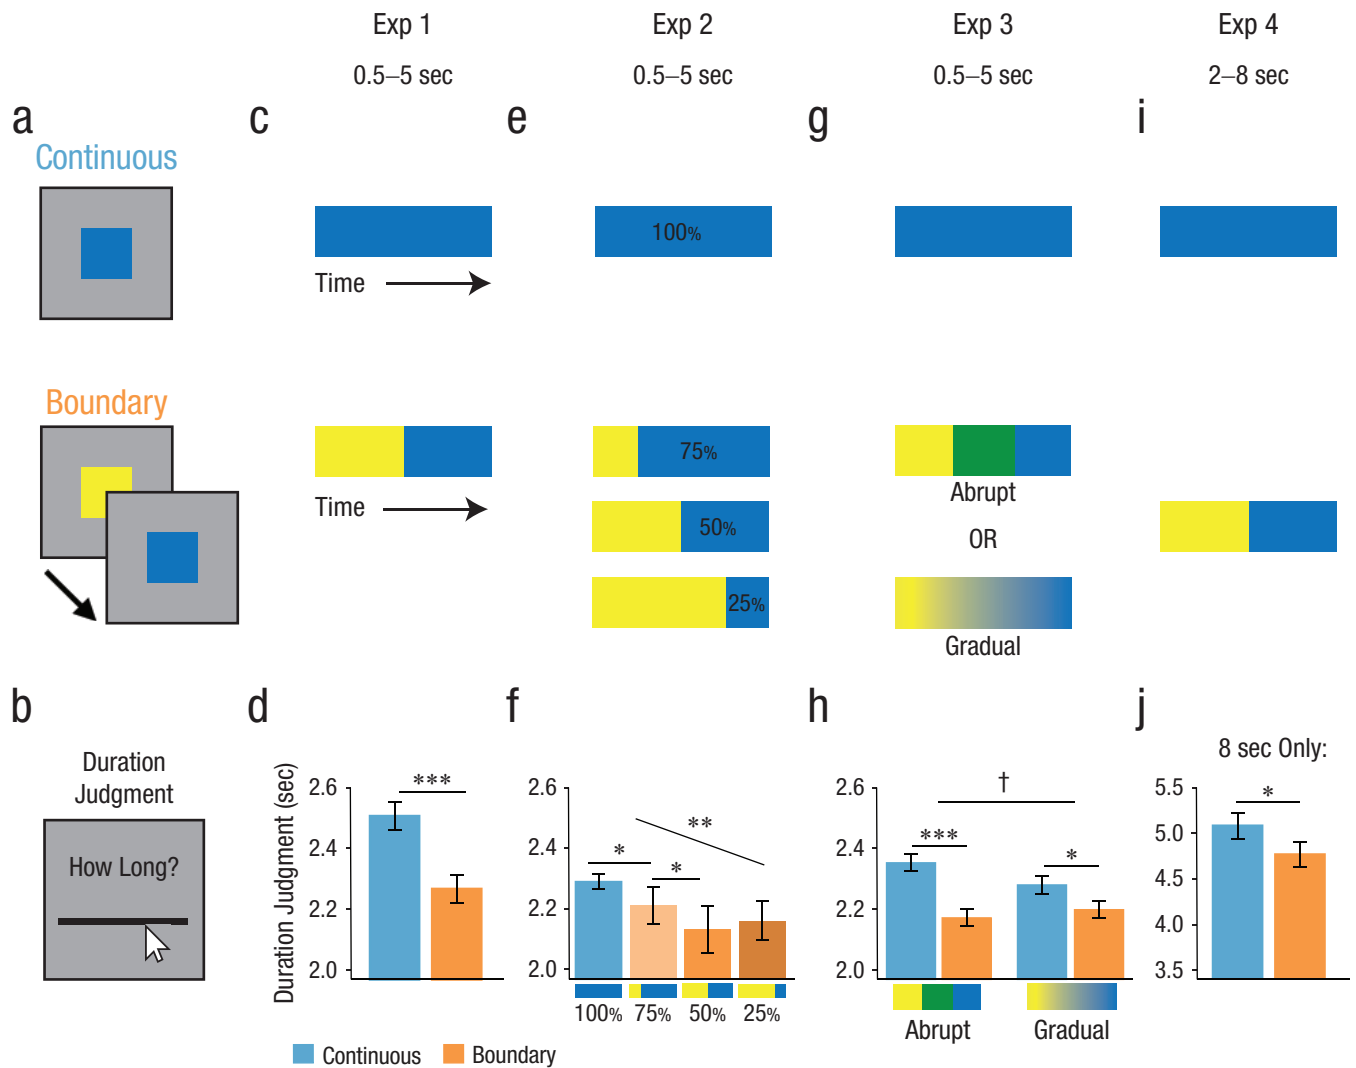 Exp 1
Exp 2
Exp 3
Exp 4
0.5–5 sec
0.5–5 sec
0.5–5 sec
2–8 sec
a
c
e
g
i
Continuous
100%
Time
Boundary
75%
Abrupt
Time
50%
OR
25%
Gradual
b
d
f
h
j
Duration
Judgment
How Long?
Duration Judgment (sec)
2.6
2.4
2.2
2.0
***
2.6
2.4
2.2
2.0
*
*
**
100%
75%
50%
25%
2.6
2.4
2.2
2.0
†
***
*
Abrupt
Gradual
8 sec Only:
5.5
5.0
4.5
4.0
3.5
*
Continuous
Boundary